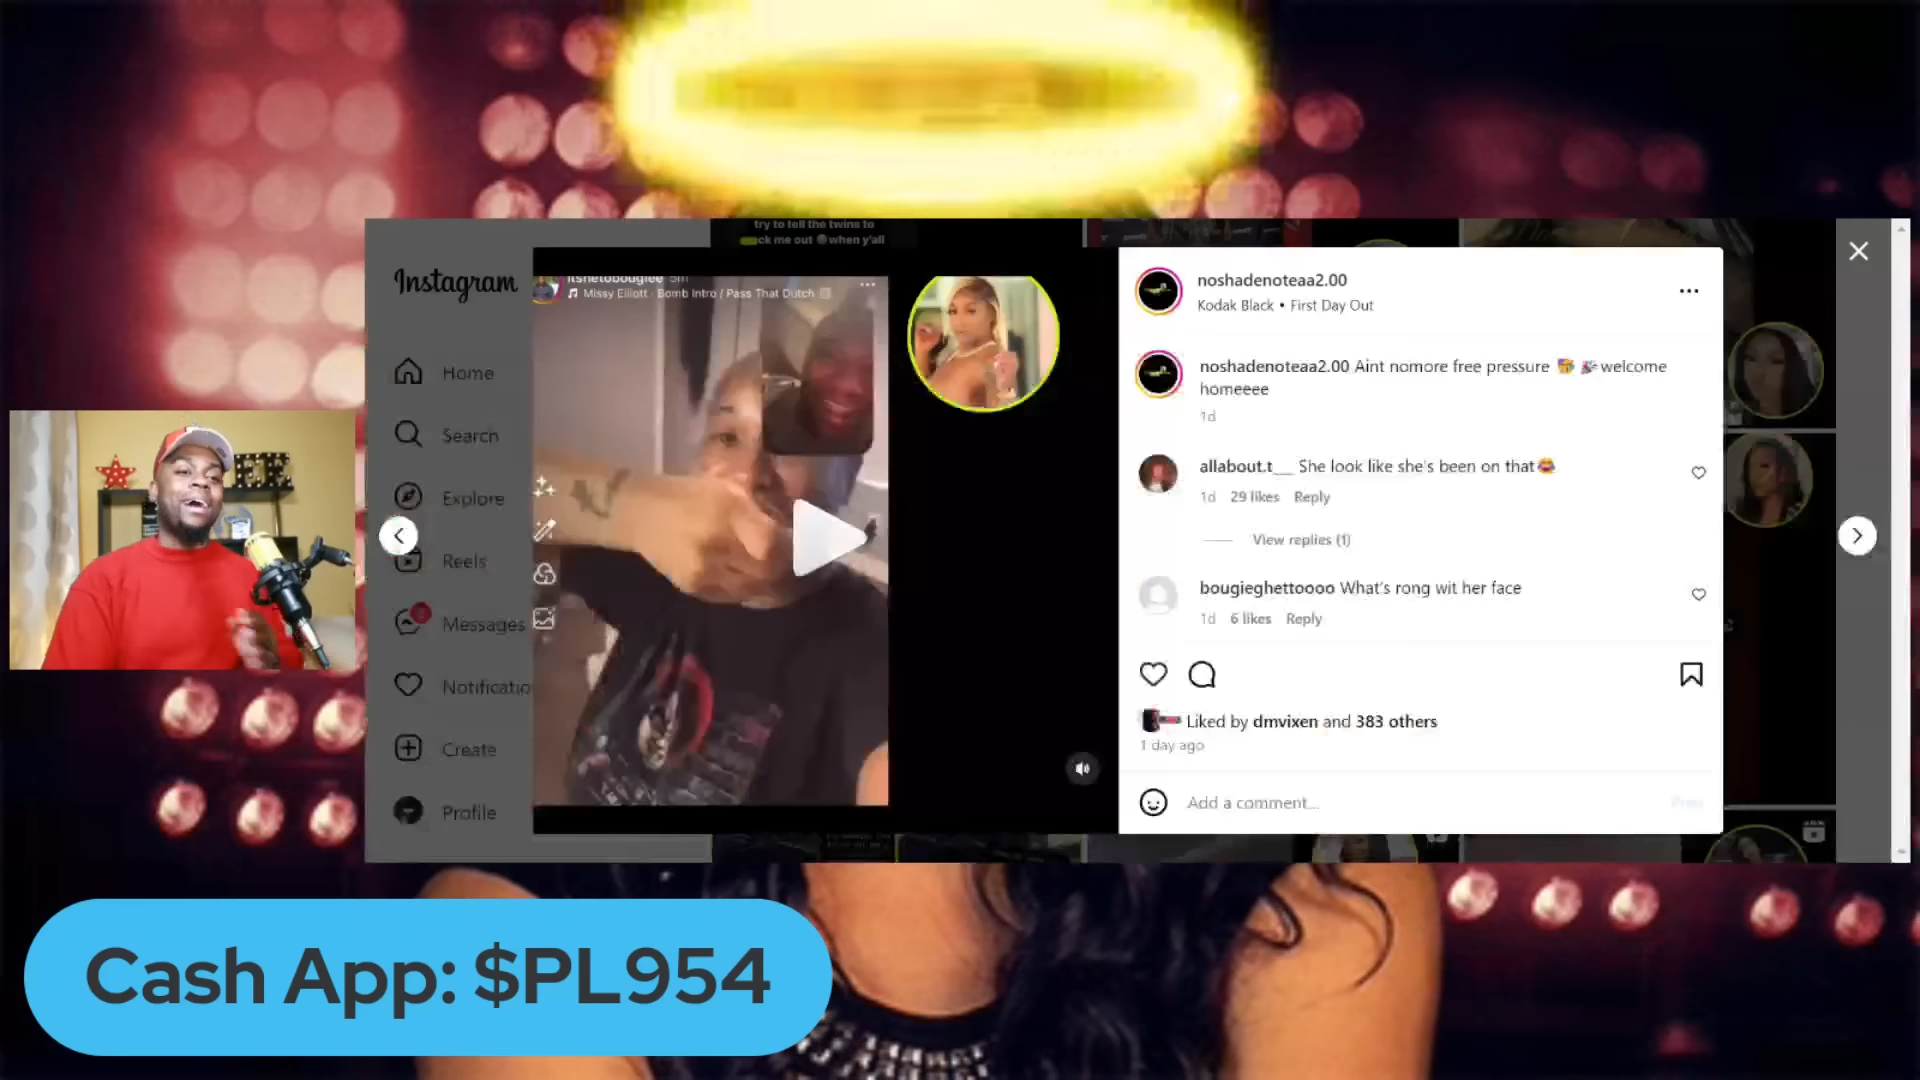 try to tell the twins to
ck me out when y'all
Instagram
Home
Search
Explore
Reels
Messages
Notificatio
Create
Profile
itshetobougiee 5m
Missy Elliott · Bomb Intro / Pass That Dutch
noshadenoteaa2.00
Kodak Black • First Day Out
noshadenoteaa2.00 Aint nomore free pressure 🥳 🎉 welcome
homeeee
1d
allabout.t__ She look like she's been on that😂
1d 29 likes Reply
View replies (1)
bougieghettoooo What's rong wit her face
1d 6 likes Reply
Liked by dmvixen and 383 others
1 day ago
Add a comment...
Post
Cash App: $PL954